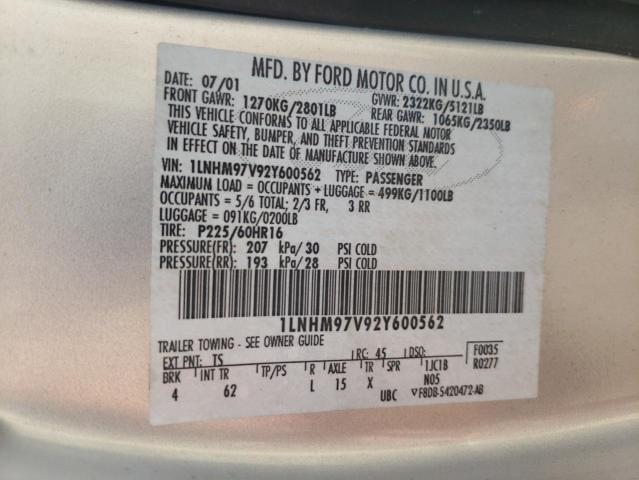 MFD. BY FORD MOTOR CO. IN U.S.A.
DATE: 07/01 GVWR: 2322KG/5121LB
FRONT GAWR: 1270KG/2801LB REAR GAWR: 1065KG/2350LB
THIS VEHICLE CONFORMS TO ALL APPLICABLE FEDERAL MOTOR
VEHICLE SAFETY, BUMPER, AND THEFT PREVENTION STANDARDS
IN EFFECT ON THE DATE OF MANUFACTURE SHOWN ABOVE.
VIN: 1LNHM97V92Y600562 TYPE: PASSENGER
MAXIMUM LOAD = OCCUPANTS + LUGGAGE = 499KG/1100LB
OCCUPANTS = 5/6 TOTAL; 2/3 FR, 3 RR
LUGGAGE = 091KG/0200LB
TIRE: P225/60HR16
PRESSURE(FR) = 207 kPa/30 PSI COLD
PRESSURE(RR) = 193 kPa/28 PSI COLD
1LNHM97V92Y600562
TRAILER TOWING - SEE OWNER GUIDE
EXT PNT: TS RC: 45 DSO: F0035
BRK INT TR TP/PS R AXLE TR SPR 1JC1B R0277
4 62 L 15 X N05
UBC ▽F8DB-5420472-AB